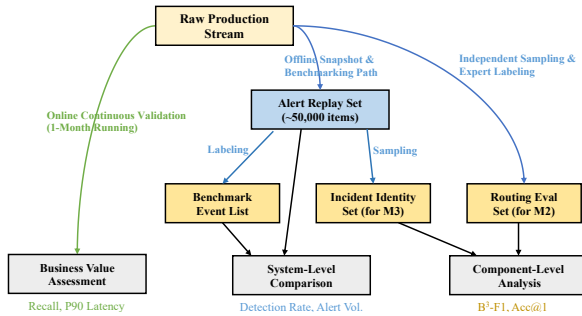 Raw Production
Stream
Offline Snapshot &
Benchmarking Path
Independent Sampling &
Expert Labeling
Online Continuous Validation
(1-Month Running)
Alert Replay Set
(~50,000 items)
Labeling
Sampling
Benchmark
Event List
Incident Identity
Set (for M3)
Routing Eval
Set (for M2)
Business Value
Assessment
System-Level
Comparison
Component-Level
Analysis
Recall, P90 Latency
Detection Rate, Alert Vol.
B³-F1, Acc@1